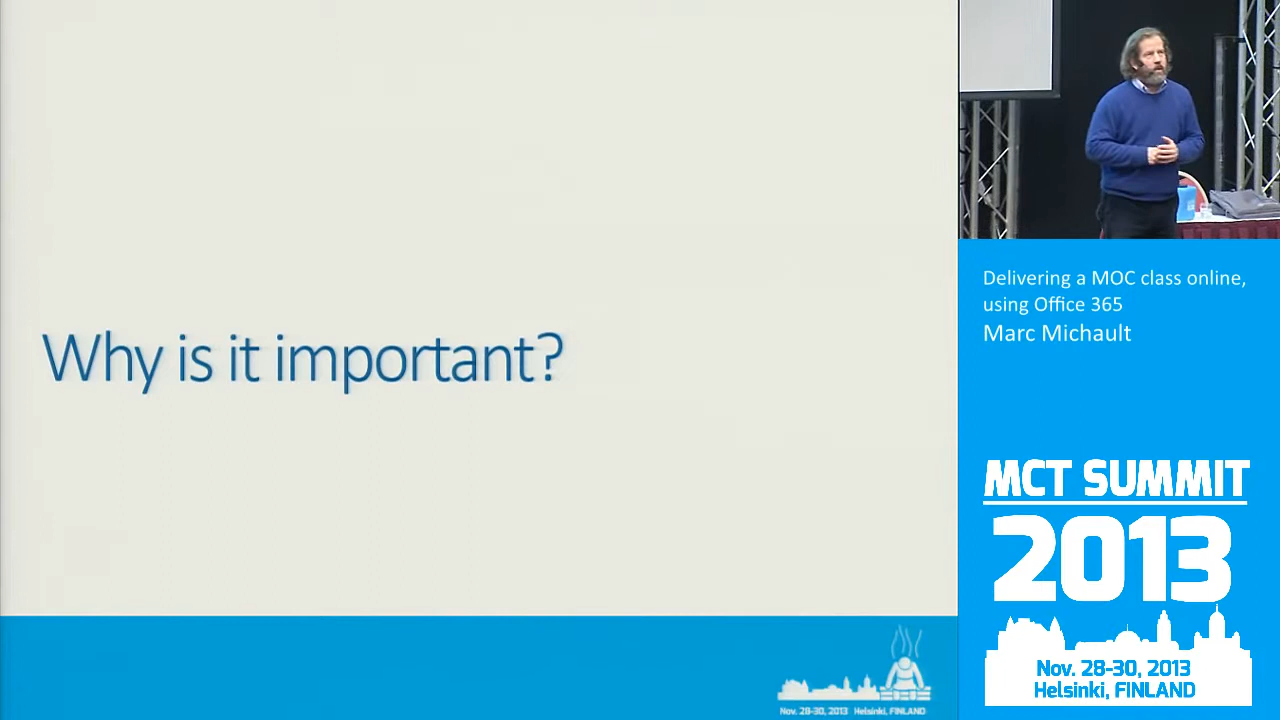 Why is it important?
Nov. 28-30, 2013 Helsinki, FINLAND
Delivering a MOC class online,
using Office 365
Marc Michault
MCT SUMMIT
2013
Nov. 28-30, 2013
Helsinki, FINLAND